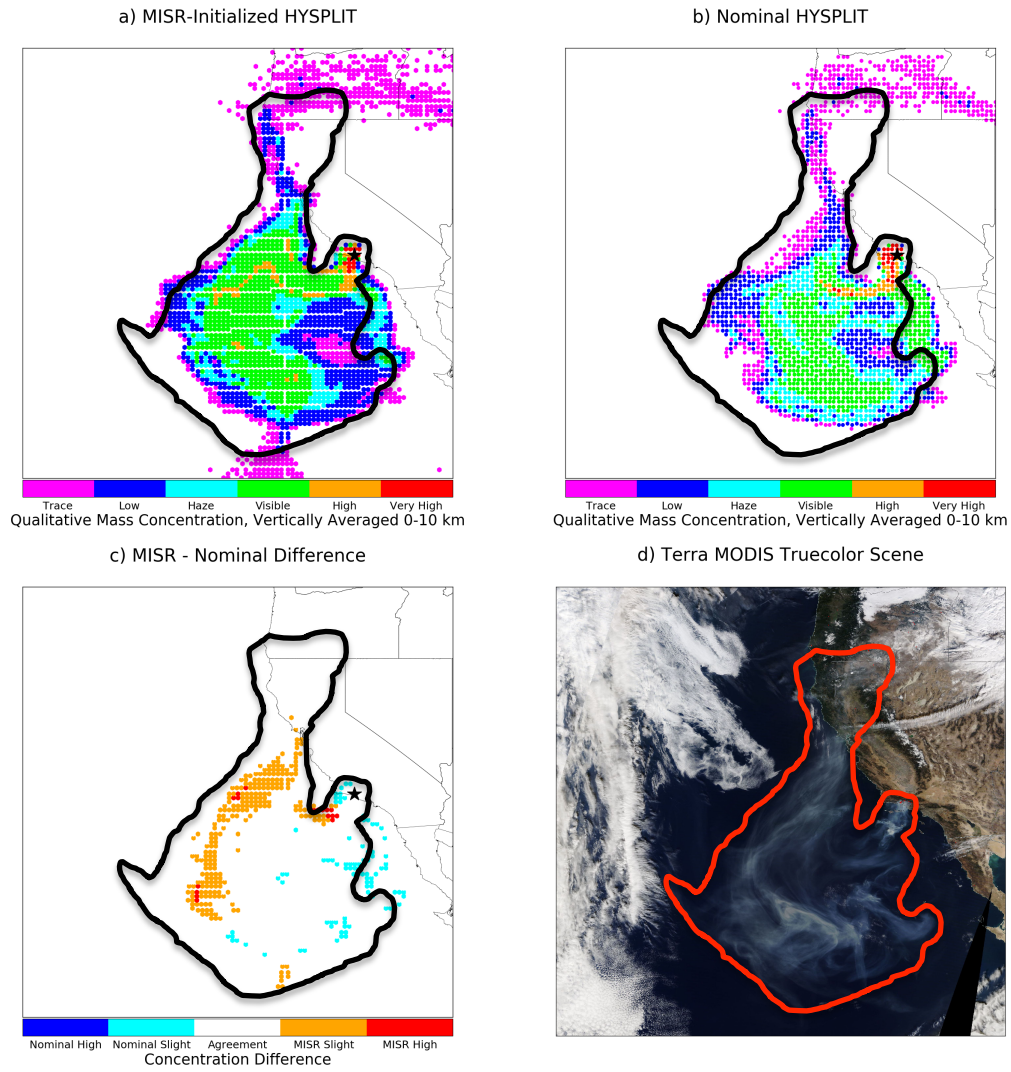 a) MISR-Initialized HYSPLIT
b) Nominal HYSPLIT
Trace Low Haze Visible High Very High
Qualitative Mass Concentration, Vertically Averaged 0-10 km
Trace Low Haze Visible High Very High
Qualitative Mass Concentration, Vertically Averaged 0-10 km
c) MISR - Nominal Difference
d) Terra MODIS Truecolor Scene
Nominal High Nominal Slight Agreement MISR Slight MISR High
Concentration Difference